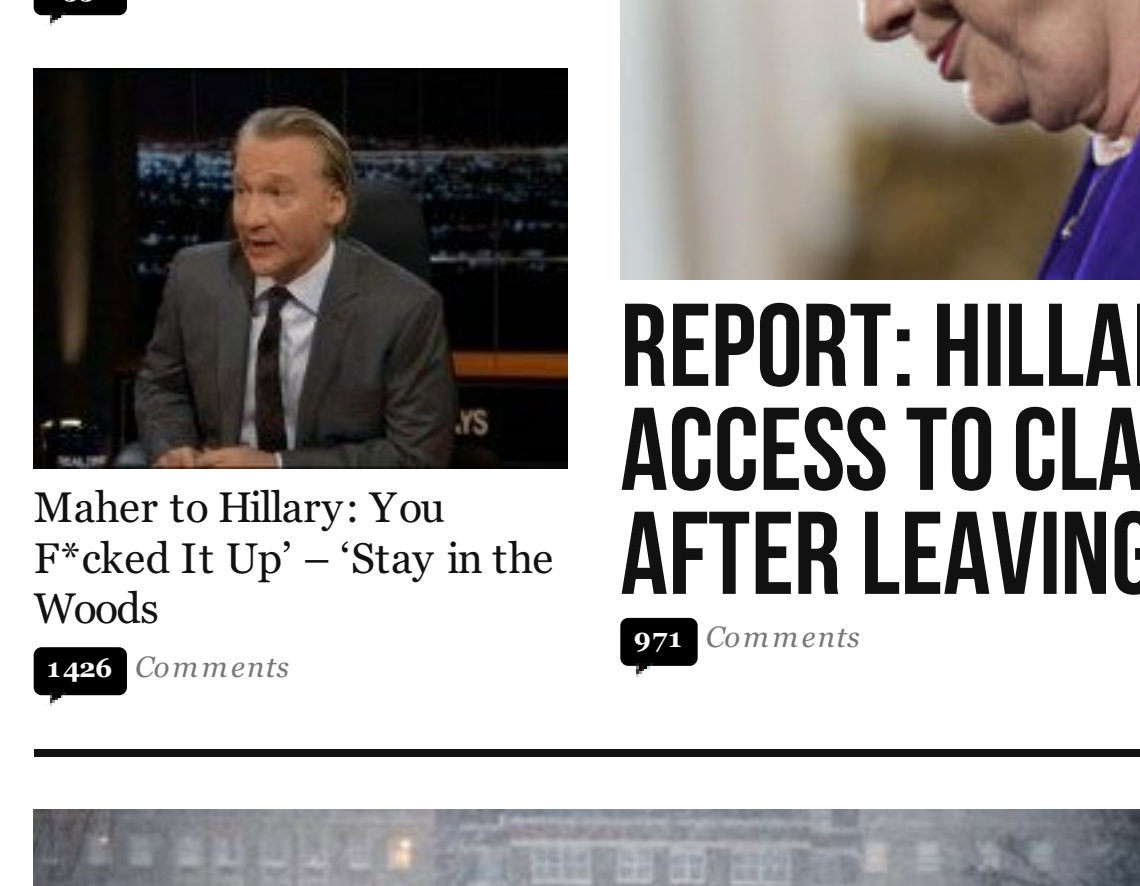 Maher to Hillary: You
F*cked It Up’ – ‘Stay in the
Woods
1426 Comments
REPORT: HILLA
ACCESS TO CLA
AFTER LEAVING
971 Comments